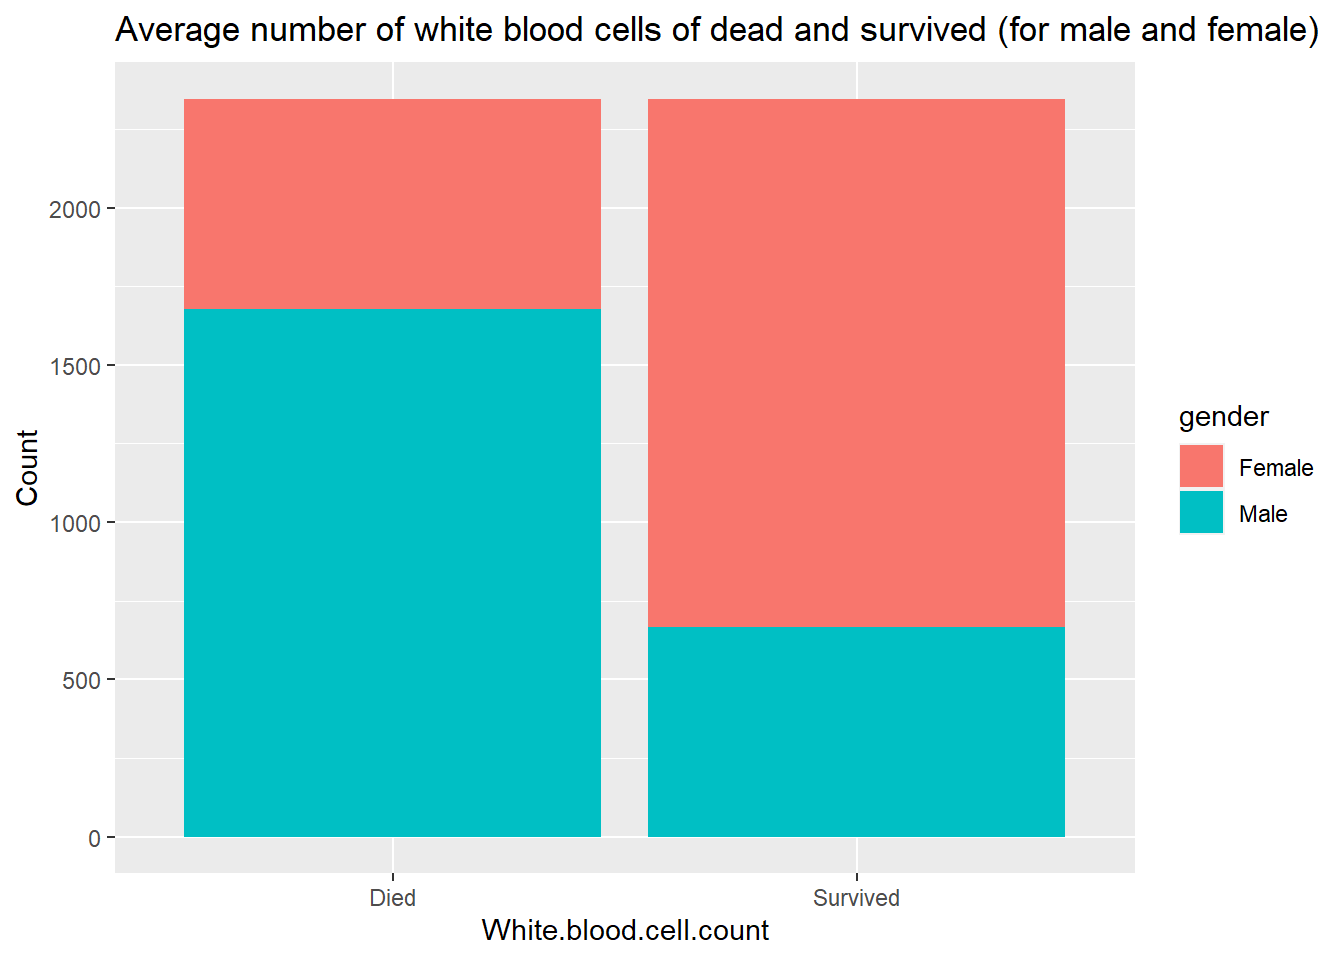 Average number of white blood cells of dead and survived (for male and female)
Count
2000
1500
1000
500
0
Died
Survived
White.blood.cell.count
gender
Female
Male